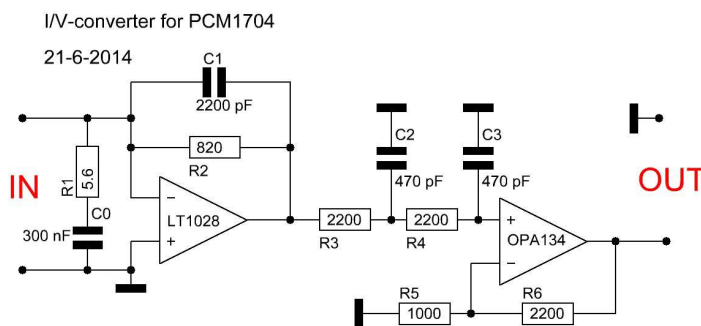 I/V-converter for PCM1704
21-6-2014
C1
2200 pF
820
R2
C2
470 pF
C3
470 pF
IN
OUT
R1
5.6
C0
300 nF
−
+
LT1028
2200
R3
2200
R4
+
−
OPA134
R5
1000
R6
2200